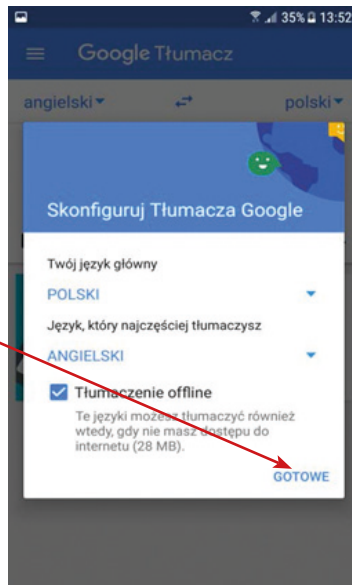 35% 13:52
Google Tłumacz
angielski polski
Skonfiguruj Tłumacza Google
Twój język główny
POLSKI
Język, który najczęściej tłumaczysz
ANGIELSKI
Tłumaczenie offline
Te języki możesz tłumaczyć również
wtedy, gdy nie masz dostępu do
internetu (28 MB).
GOTOWE